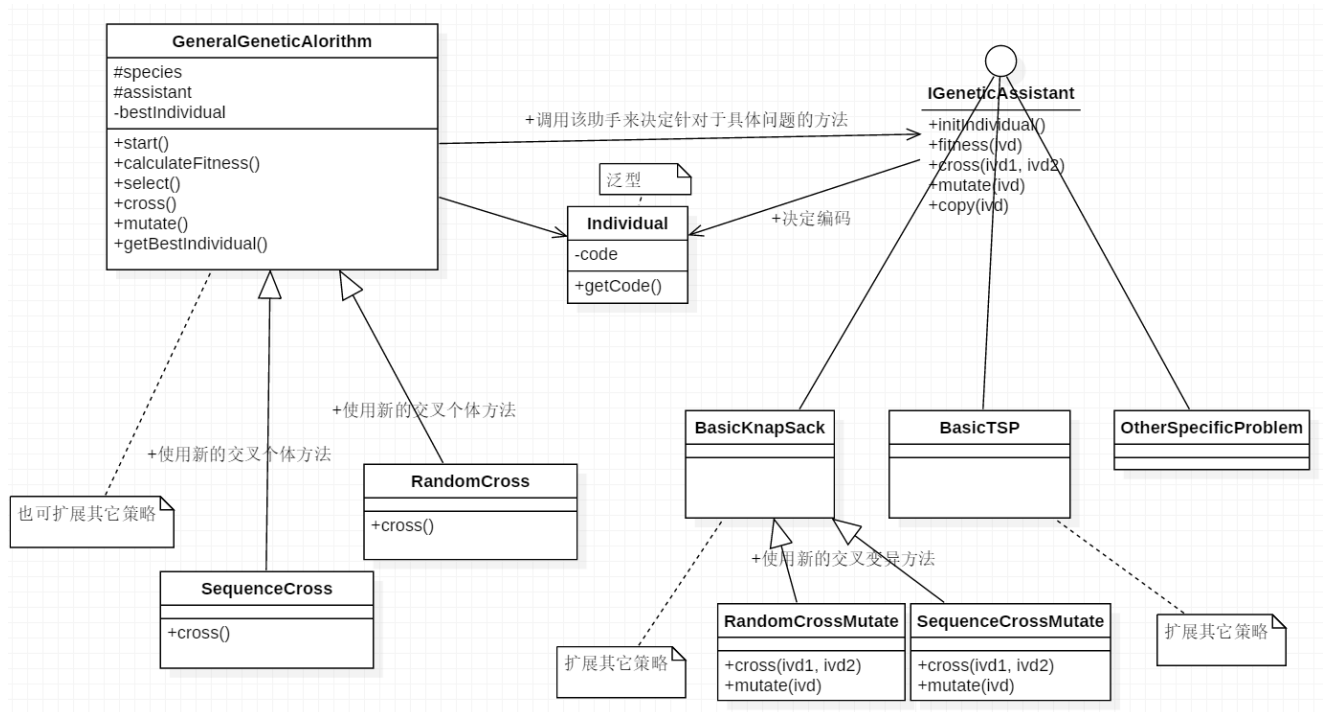 GeneralGeneticAlorithm
#species
#assistant
-bestIndividual
+start()
+calculateFitness()
+select()
+cross()
+mutate()
+getBestIndividual()
+调用该助手来决定针对于具体问题的方法
IGeneticAssistant
+initIndividual()
+fitness(ivd)
+cross(ivd1, ivd2)
+mutate(ivd)
+copy(ivd)
泛型
Individual
-code
+getCode()
+决定编码
+使用新的交叉个体方法
+使用新的交叉个体方法
也可扩展其它策略
RandomCross
+cross()
SequenceCross
+cross()
BasicKnapSack
BasicTSP
OtherSpecificProblem
+使用新的交叉变异方法
RandomCrossMutate
+cross(ivd1, ivd2)
+mutate(ivd)
SequenceCrossMutate
+cross(ivd1, ivd2)
+mutate(ivd)
扩展其它策略
扩展其它策略